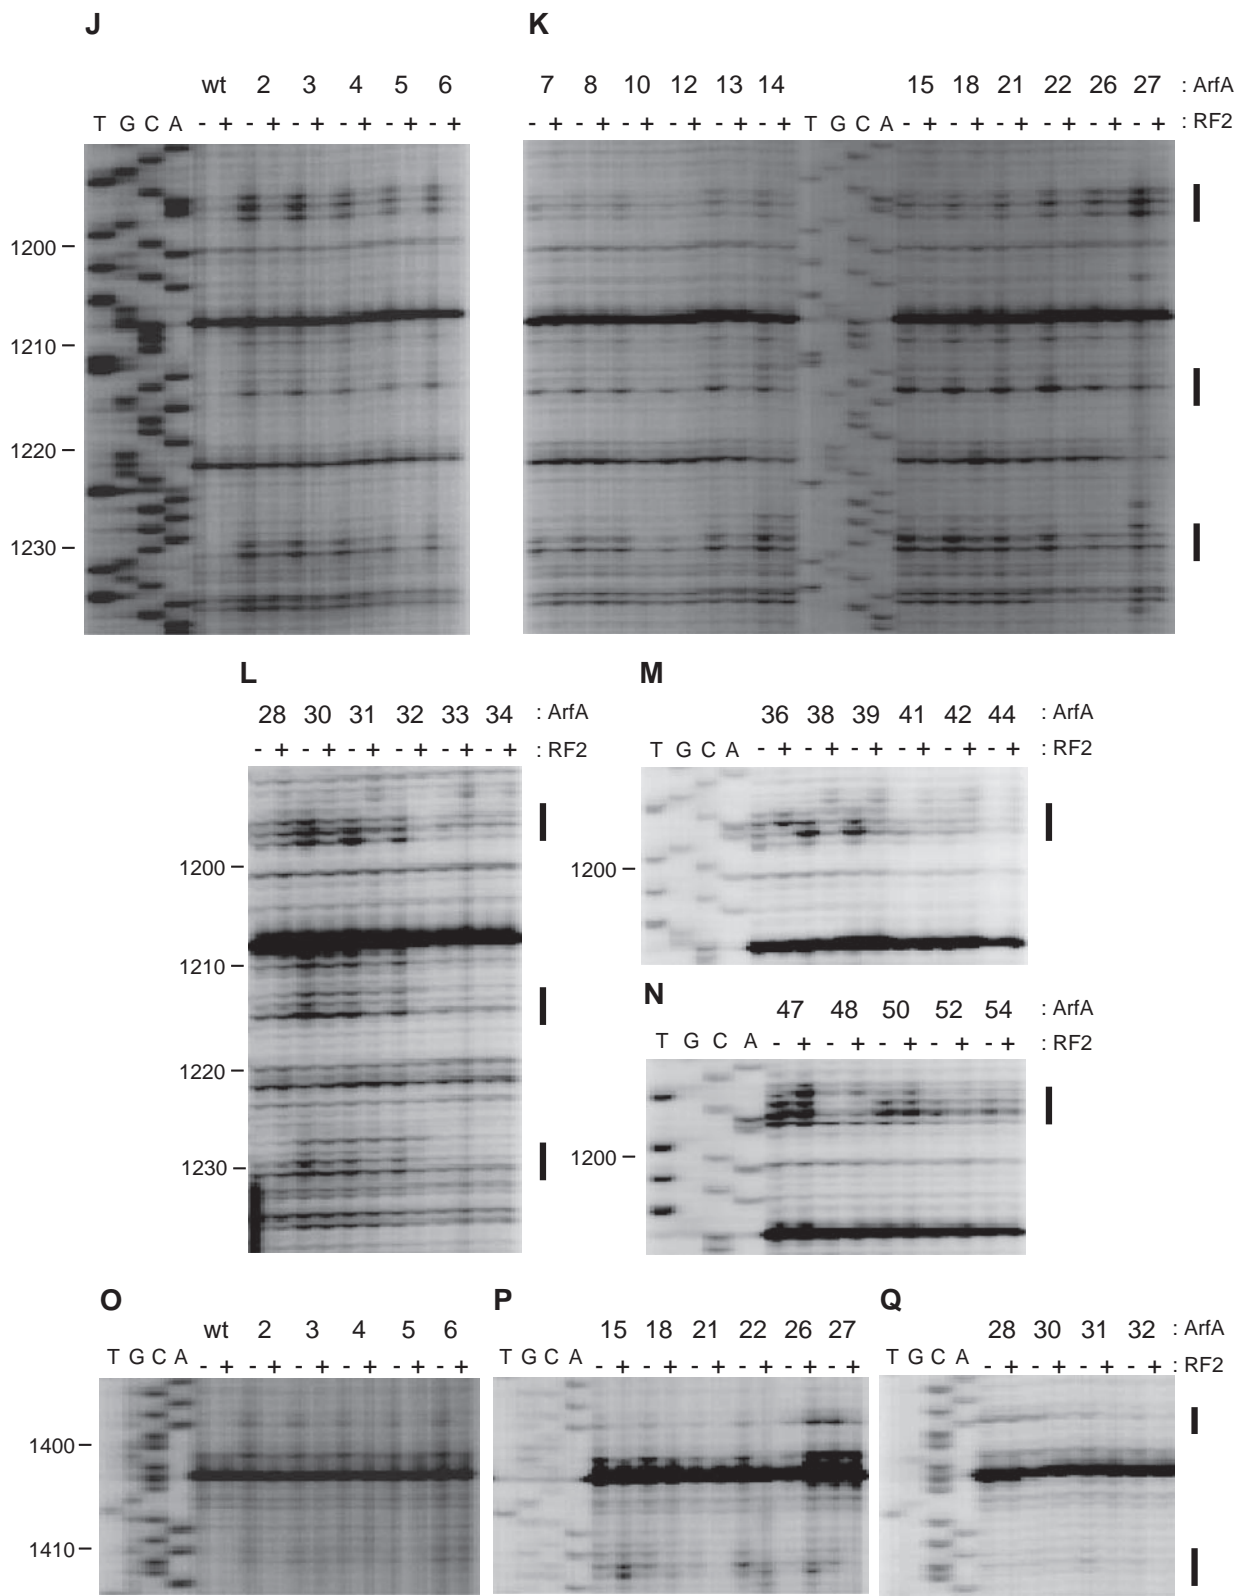 J
wt 2 3 4 5 6
T G C A - + - + - + - + - + - +
1200
1210
1220
1230
K
7 8 10 12 13 14 15 18 21 22 26 27 : ArfA
- + - + - + - + - + - + T G C A - + - + - + - + - + - + : RF2
L
28 30 31 32 33 34 : ArfA
- + - + - + - + - + - + : RF2
1200
1210
1220
1230
M
36 38 39 41 42 44 : ArfA
T G C A - + - + - + - + - + - + : RF2
1200
N
47 48 50 52 54 : ArfA
T G C A - + - + - + - + - + : RF2
1200
O
wt 2 3 4 5 6
T G C A - + - + - + - + - + - +
1400
1410
P
15 18 21 22 26 27
T G C A - + - + - + - + - + - +
Q
28 30 31 32 : ArfA
T G C A - + - + - + - + : RF2